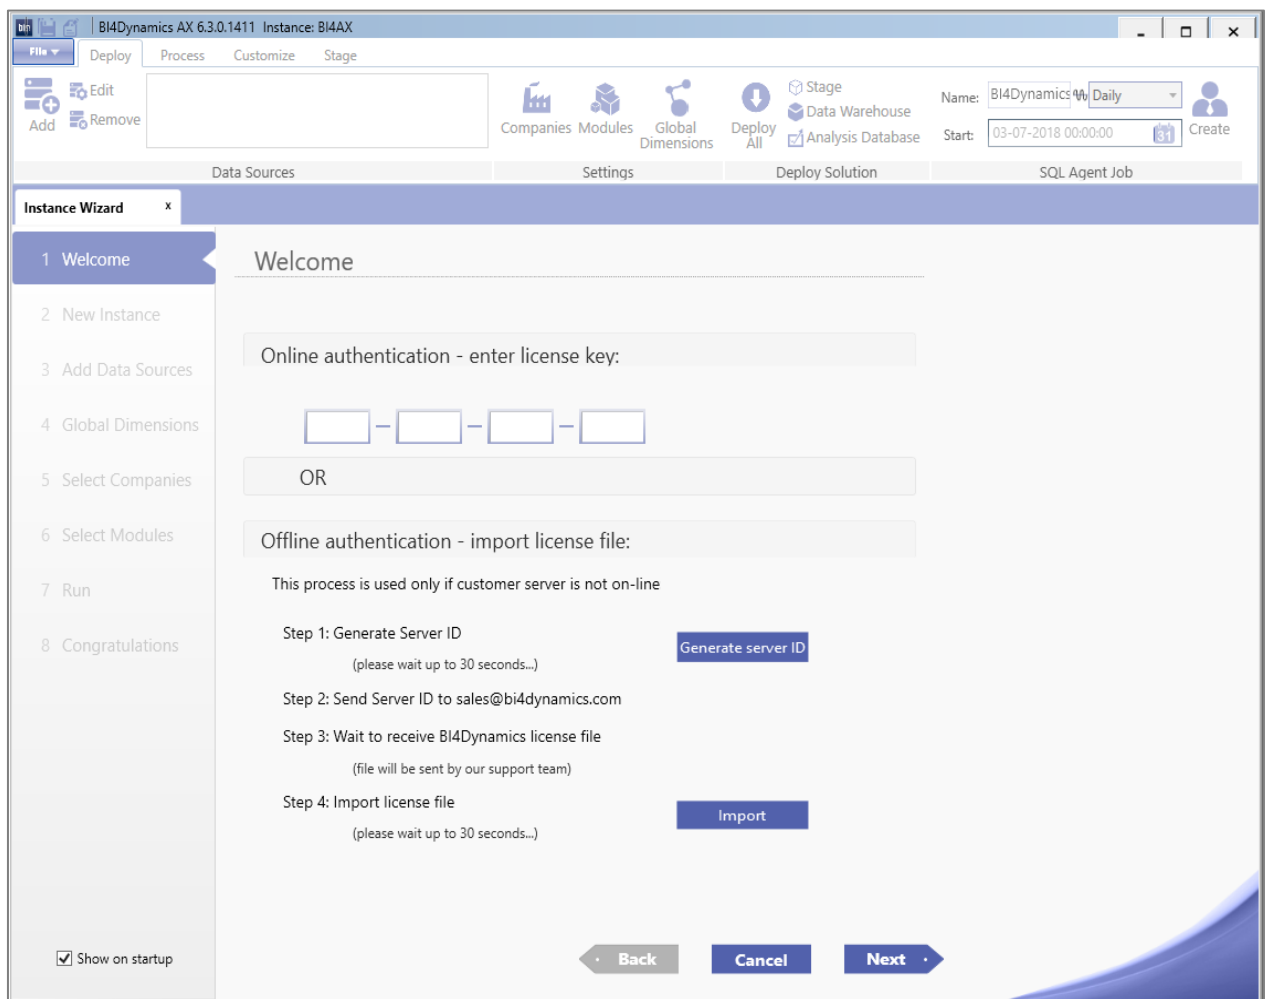 bin BI4Dynamics AX 6.3.0.1411 Instance: BI4AX
File Deploy Process Customize Stage
Add
Edit
Remove
Companies Modules Global Dimensions
Deploy All
Stage
Data Warehouse
Analysis Database
Name: BI4Dynamics Daily
Start: 03-07-2018 00:00:00 31
Create
Data Sources Settings Deploy Solution SQL Agent Job
Instance Wizard x
1 Welcome
2 New Instance
3 Add Data Sources
4 Global Dimensions
5 Select Companies
6 Select Modules
7 Run
8 Congratulations
Show on startup
Welcome
Online authentication - enter license key:
OR
Offline authentication - import license file:
This process is used only if customer server is not on-line
Step 1: Generate Server ID
Generate server ID
(please wait up to 30 seconds...)
Step 2: Send Server ID to sales@bi4dynamics.com
Step 3: Wait to receive BI4Dynamics license file
(file will be sent by our support team)
Step 4: Import license file
Import
(please wait up to 30 seconds...)
Back Cancel Next